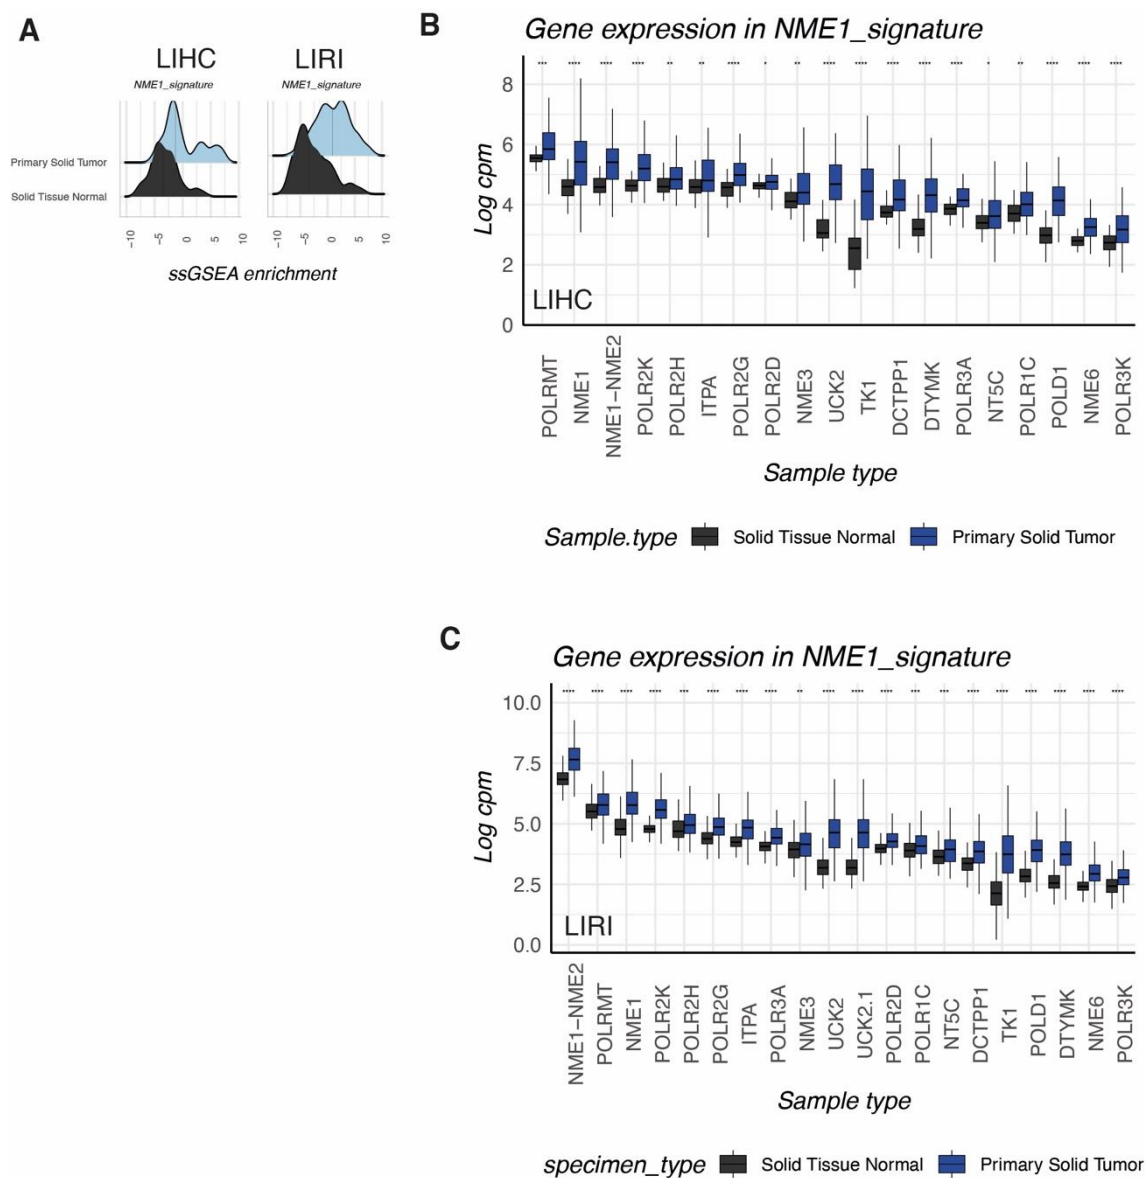 A
LIHC LIRI
NME1_signature NME1_signature
Primary Solid Tumor
Solid Tissue Normal
−10 −5 0 5 10 −10 −5 0 5 10
ssGSEA enrichment
B
Gene expression in NME1_signature
8
6
4
2
0
Log cpm
LIHC
POLRMT NME1 NME1−NME2 POLR2K POLR2H ITPA POLR2G POLR2D NME3 UCK2 TK1 DCTPP1 DTYMK POLR3A NT5C POLR1C POLD1 NME6 POLR3K
Sample type
Sample.type Solid Tissue Normal Primary Solid Tumor
C
Gene expression in NME1_signature
10.0
7.5
5.0
2.5
0.0
Log cpm
LIRI
NME1−NME2 POLRMT NME1 POLR2K POLR2H POLR2G ITPA POLR3A NME3 UCK2 UCK2.1 POLR2D POLR1C NT5C DCTPP1 TK1 POLD1 DTYMK NME6 POLR3K
Sample type
specimen_type Solid Tissue Normal Primary Solid Tumor